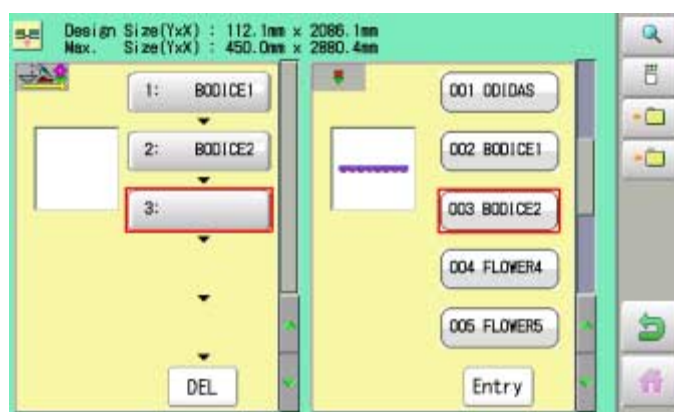 Design Size(YxX) : 112.1mm x 2086.1mm
Max. Size(YxX) : 450.0mm x 2880.4mm
1: BODICE1
2: BODICE2
3:
DEL
001 ODIDAS
002 BODICE1
003 BODICE2
004 FLOWER4
005 FLOWER5
Entry